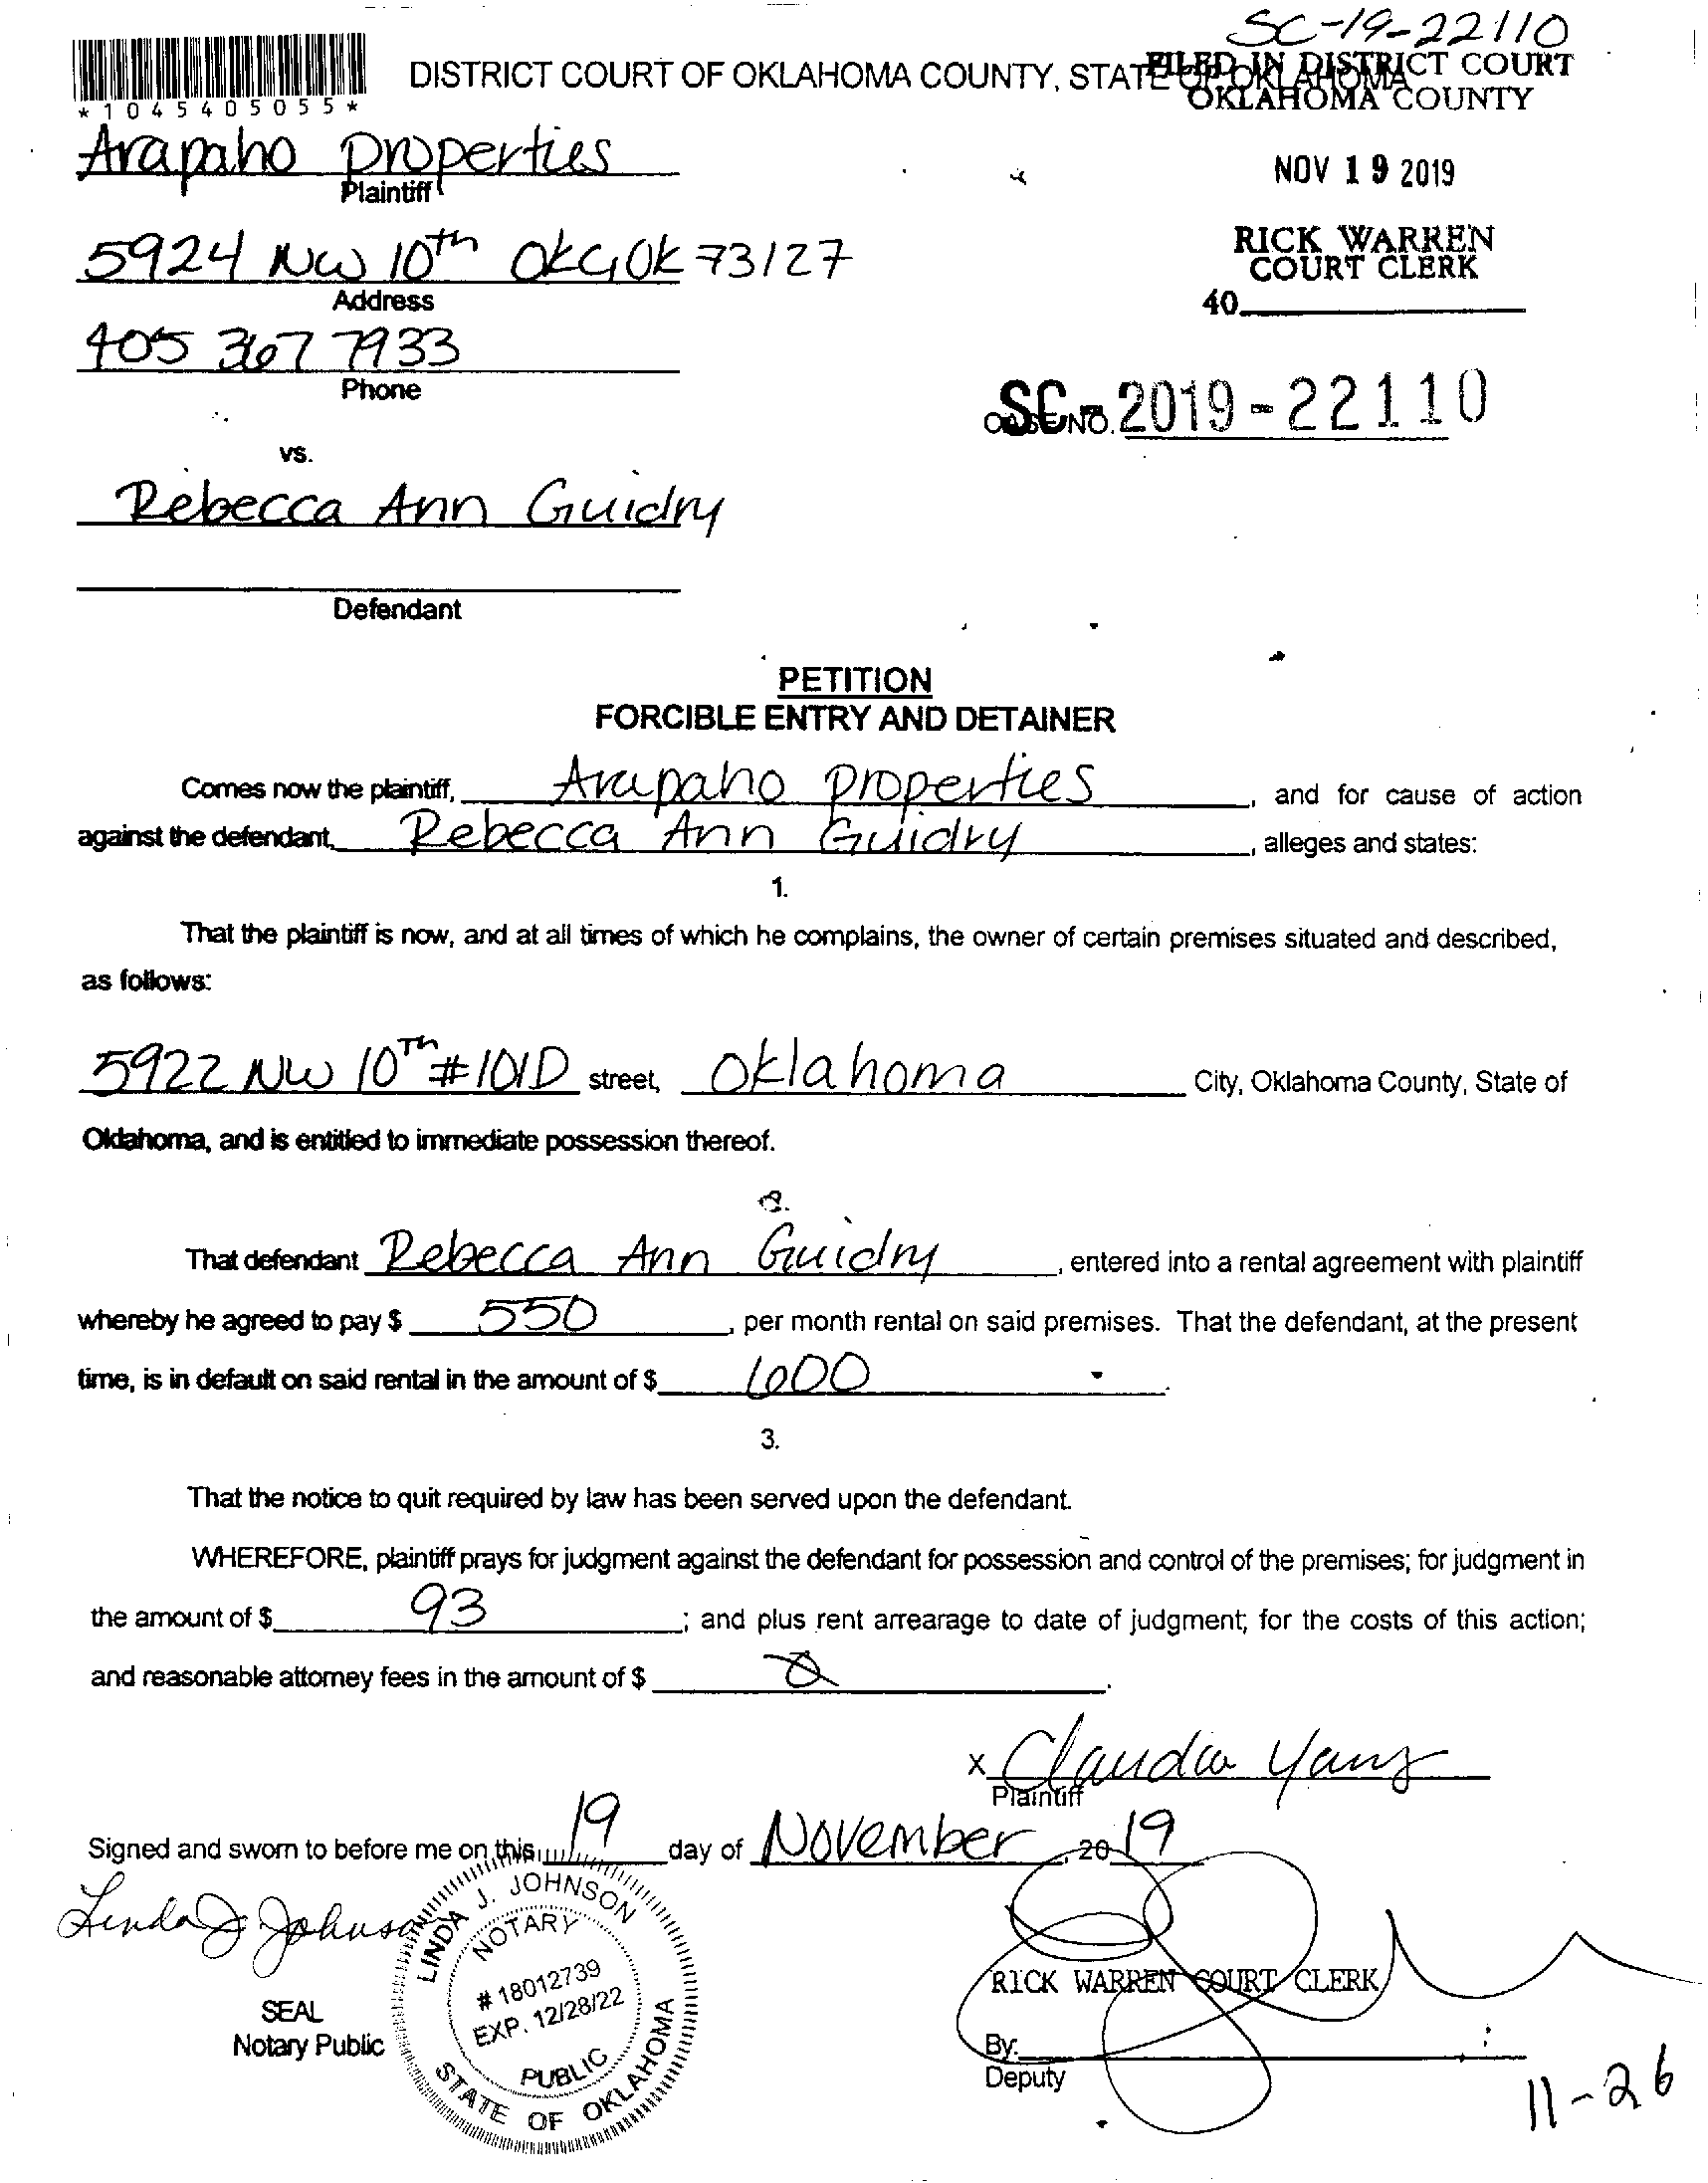 SC-19-22110
DISTRICT COURT OF OKLAHOMA COUNTY, STATE OF OKLAHOMA
FILED IN DISTRICT COURT
OKLAHOMA COUNTY
*1045405055*
Arapaho Properties
Plaintiff
NOV 19 2019
5924 NW 10th OKC, OK 73127
Address
RICK WARREN
COURT CLERK
40
405 367 7933
Phone
CASE NO. SC-2019-22110
vs.
Rebecca Ann Guidry
Defendant
PETITION
FORCIBLE ENTRY AND DETAINER
Comes now the plaintiff, Arapaho Properties, and for cause of action
against the defendant, Rebecca Ann Guidry, alleges and states:
1.
That the plaintiff is now, and at all times of which he complains, the owner of certain premises situated and described,
as follows:
5922 NW 10Th #101D street, Oklahoma City, Oklahoma County, State of
Oklahoma, and is entitled to immediate possession thereof.
2.
That defendant Rebecca Ann Guidry, entered into a rental agreement with plaintiff
whereby he agreed to pay $ 550, per month rental on said premises. That the defendant, at the present
time, is in default on said rental in the amount of $ 600.
3.
That the notice to quit required by law has been served upon the defendant.
WHEREFORE, plaintiff prays for judgment against the defendant for possession and control of the premises; for judgment in
the amount of $ 93; and plus rent arrearage to date of judgment; for the costs of this action;
and reasonable attorney fees in the amount of $
x Claudia Yang
Plaintiff
Signed and sworn to before me on this 19 day of November, 2019
Linda J Johnson
LINDA J. JOHNSON
NOTARY
# 18012739
EXP. 12/28/22
PUBLIC
STATE OF OKLAHOMA
SEAL
Notary Public
RICK WARREN COURT CLERK
By:
Deputy
11-26